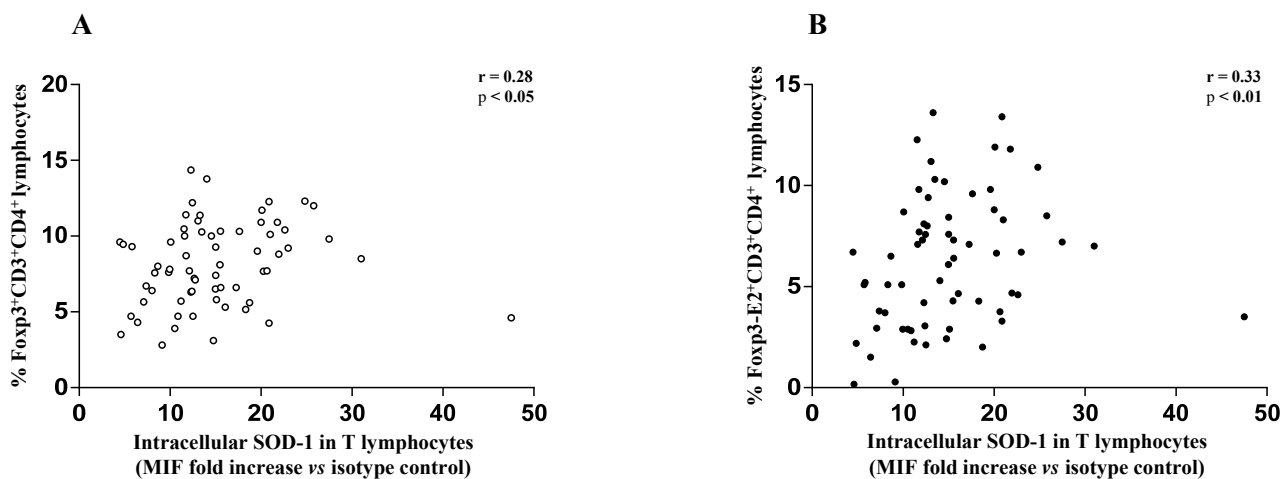 A
% Foxp3⁺CD3⁺CD4⁺ lymphocytes
20
15
10
5
0
r = 0.28
p < 0.05
0 10 20 30 40 50
Intracellular SOD-1 in T lymphocytes
(MIF fold increase vs isotype control)
B
% Foxp3-E2⁺CD3⁺CD4⁺ lymphocytes
15
10
5
0
r = 0.33
p < 0.01
0 10 20 30 40 50
Intracellular SOD-1 in T lymphocytes
(MIF fold increase vs isotype control)